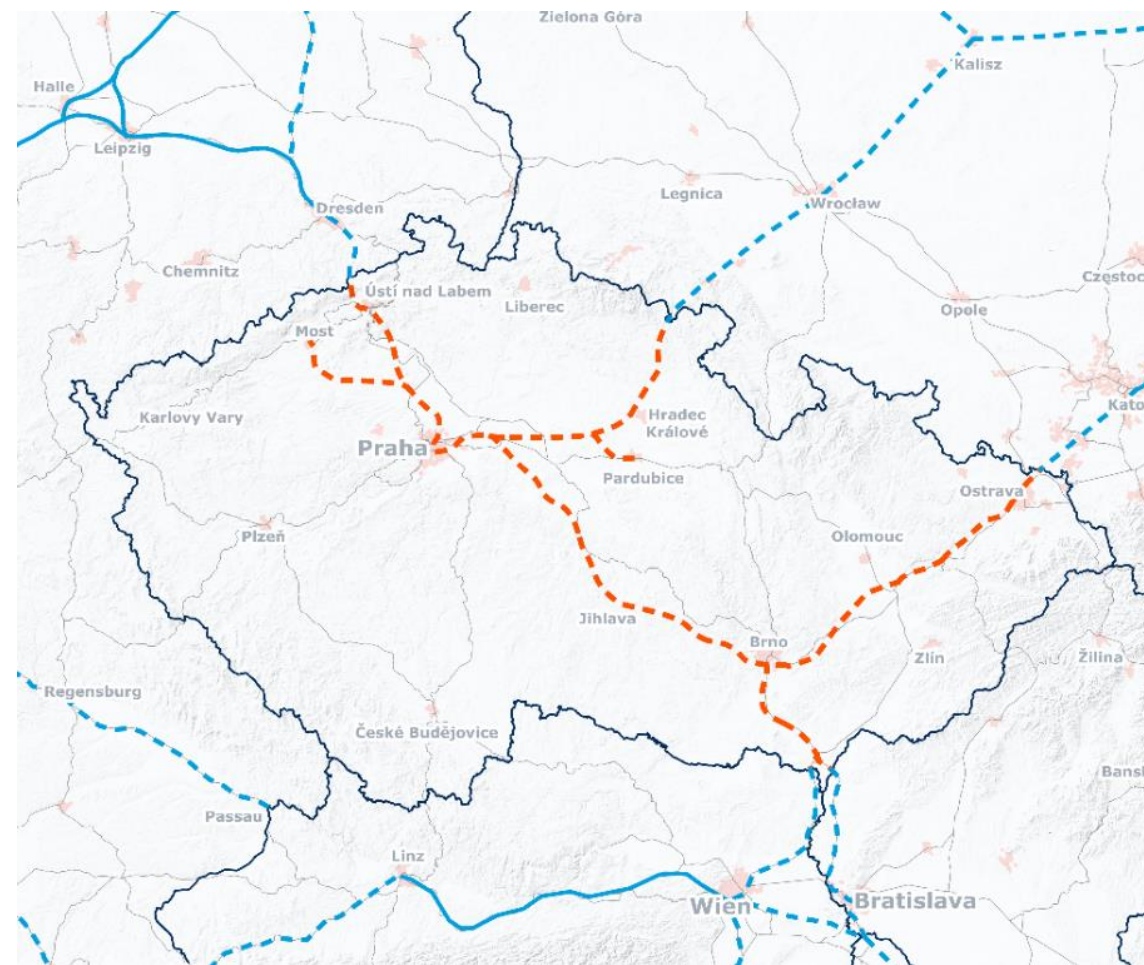 Zielona Góra
Kalisz
Halle
Leipzig
Legnica
Wrocław
Dresden
Chemnitz
Częstoc
Ústí nad Labem
Liberec
Opole
Most
Kato
Karlovy Vary
Hradec
Králové
Praha
Pardubice
Ostrava
Plzeň
Olomouc
Jihlava
Brno
Zlín
Žilina
Regensburg
České Budějovice
Bansk
Passau
Linz
Wien
Bratislava